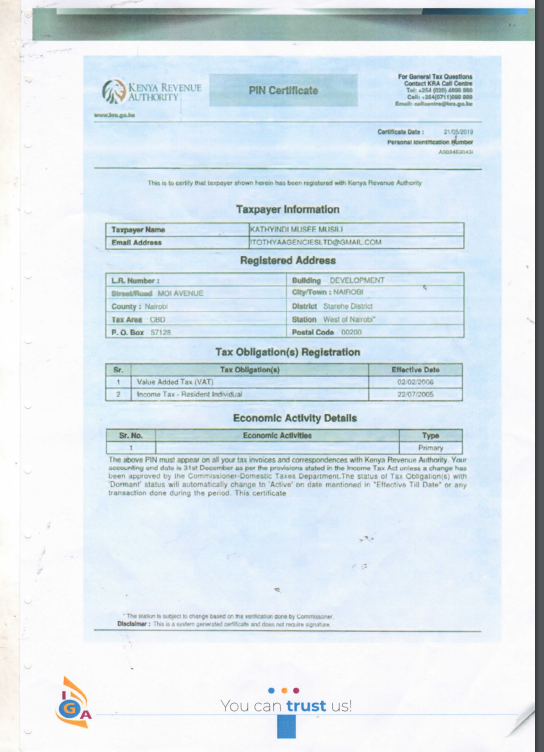 KENYA REVENUE
AUTHORITY
www.kra.go.ke
PIN Certificate
For General Tax Questions
Contact KRA Call Centre
Tel: +254 (020) 4999 999
Cell: +254(0711)099 999
Email: callcentre@kra.go.ke
Certificate Date : 21/05/2019
Personal Identification Number
This is to certify that taxpayer shown herein has been registered with Kenya Revenue Authority
Taxpayer Information
Taxpayer Name KATHYINDI MUSEE MUSILI
Email Address ITOTHYAAGENCIESLTD@GMAIL.COM
Registered Address
L.R. Number : Building DEVELOPMENT
Street/Road MOI AVENUE City/Town : NAIROBI
County : Nairobi District Starehe District
Tax Area CBD Station West of Nairobi*
P. O. Box 57128 Postal Code 00200
Tax Obligation(s) Registration
Sr. Tax Obligation(s) Effective Date
1 Value Added Tax (VAT) 02/02/2006
2 Income Tax - Resident Individual 22/07/2005
Economic Activity Details
Sr. No. Economic Activities Type
1 Primary
The above PIN must appear on all your tax invoices and correspondences with Kenya Revenue Authority. Your
accounting end date is 31st December as per the provisions stated in the Income Tax Act unless a change has
been approved by the Commissioner-Domestic Taxes Department.The status of Tax Obligation(s) with
'Dormant' status will automatically change to 'Active' on date mentioned in "Effective Till Date" or any
transaction done during the period. This certificate
* The station is subject to change based on the verification done by Commissioner.
Disclaimer : This is a system generated certificate and does not require signature.
IGA
You can trust us!